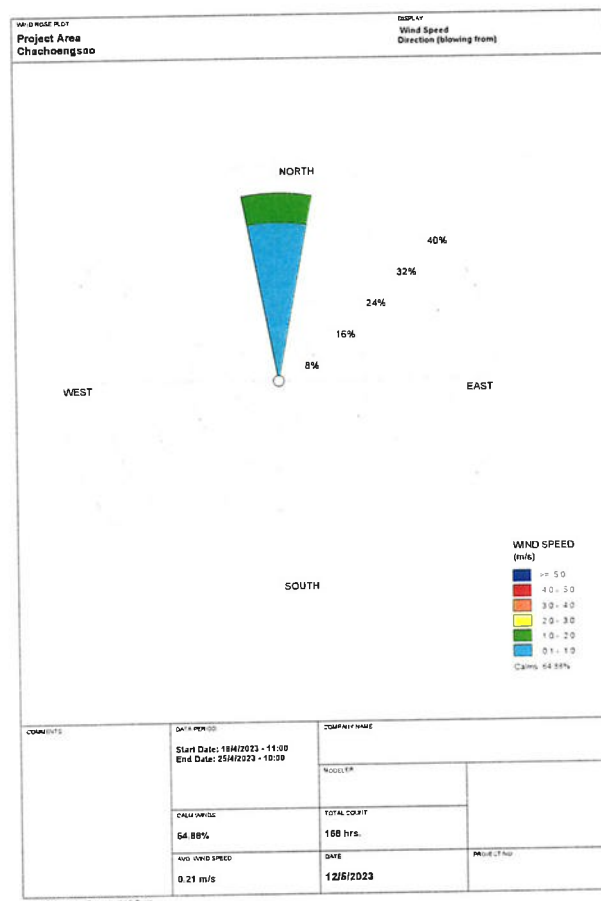 WIND ROSE PLOT
Project Area
Chachoengsao
DISPLAY
Wind Speed
Direction (blowing from)
NORTH
40%
32%
24%
16%
8%
WEST
EAST
SOUTH
WIND SPEED
(m/s)
>= 5.0
4.0 - 5.0
3.0 - 4.0
2.0 - 3.0
1.0 - 2.0
0.1 - 1.0
Calms: 64.88%
COMMENTS
DATA PERIOD
Start Date: 18/4/2023 - 11:00
End Date: 25/4/2023 - 10:00
COMPANY NAME
MODELER
CALM WINDS
64.88%
TOTAL COUNT
168 hrs.
AVG. WIND SPEED
0.21 m/s
DATE
12/5/2023
PROJECT NO.